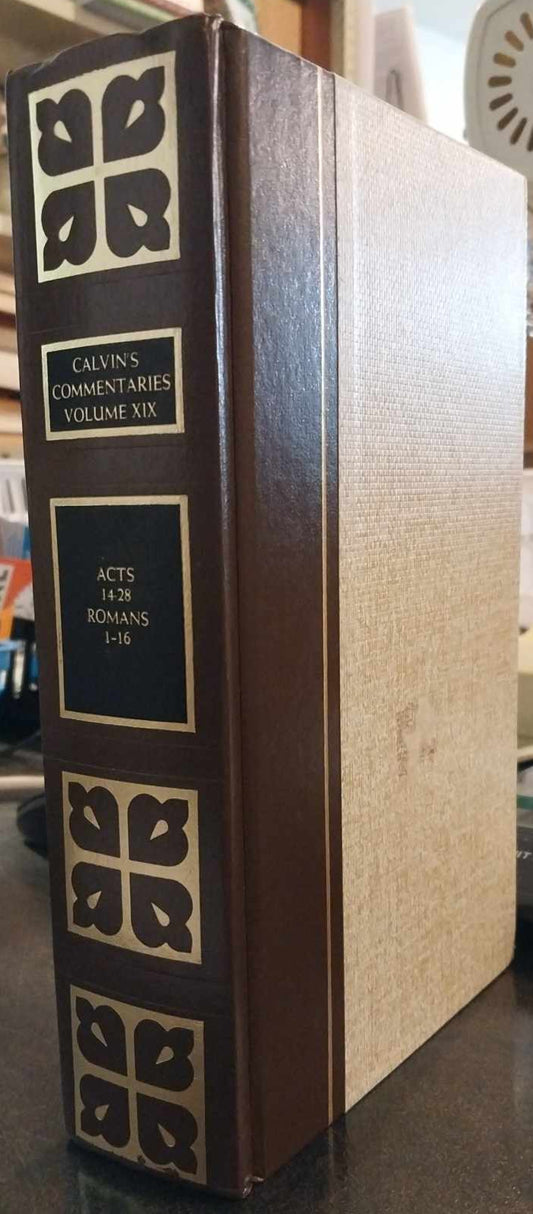 CALVIN'S
COMMENTARIES
VOLUME XIX
ACTS
14-28
ROMANS
1-16